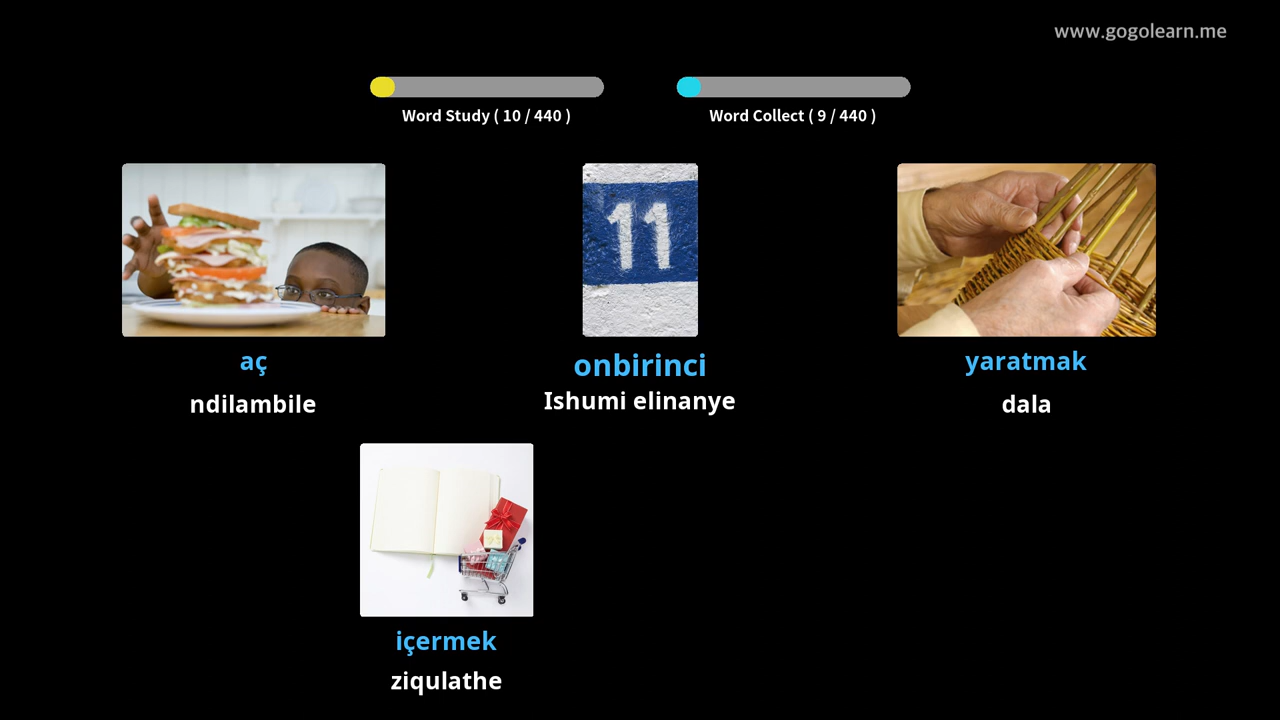 www.gogolearn.me
Word Study ( 10 / 440 )
Word Collect ( 9 / 440 )
11
aç
onbirinci
yaratmak
ndilambile
Ishumi elinanye
dala
içermek
ziqulathe